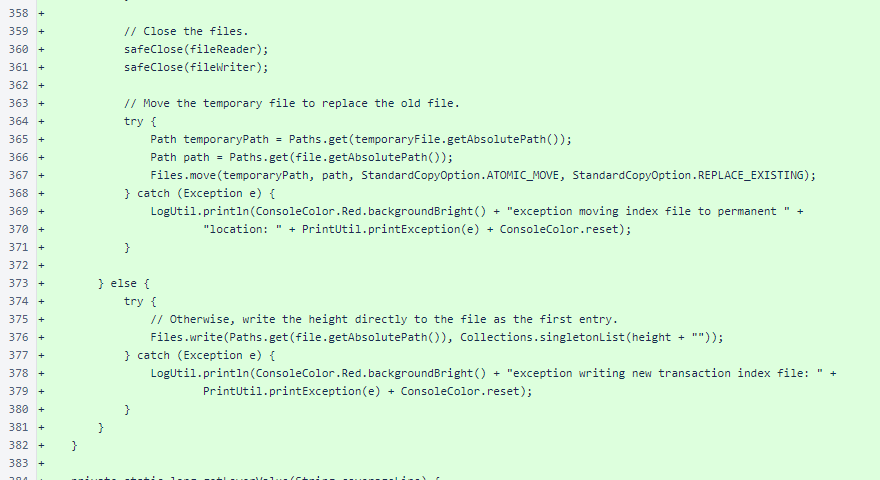 358 +
359 + // Close the files.
360 + safeClose(fileReader);
361 + safeClose(fileWriter);
362 +
363 + // Move the temporary file to replace the old file.
364 + try {
365 + Path temporaryPath = Paths.get(temporaryFile.getAbsolutePath());
366 + Path path = Paths.get(file.getAbsolutePath());
367 + Files.move(temporaryPath, path, StandardCopyOption.ATOMIC_MOVE, StandardCopyOption.REPLACE_EXISTING);
368 + } catch (Exception e) {
369 + LogUtil.println(ConsoleColor.Red.backgroundBright() + "exception moving index file to permanent " +
370 + "location: " + PrintUtil.printException(e) + ConsoleColor.reset);
371 + }
372 +
373 + } else {
374 + try {
375 + // Otherwise, write the height directly to the file as the first entry.
376 + Files.write(Paths.get(file.getAbsolutePath()), Collections.singletonList(height + ""));
377 + } catch (Exception e) {
378 + LogUtil.println(ConsoleColor.Red.backgroundBright() + "exception writing new transaction index file: " +
379 + PrintUtil.printException(e) + ConsoleColor.reset);
380 + }
381 + }
382 + }
383 +